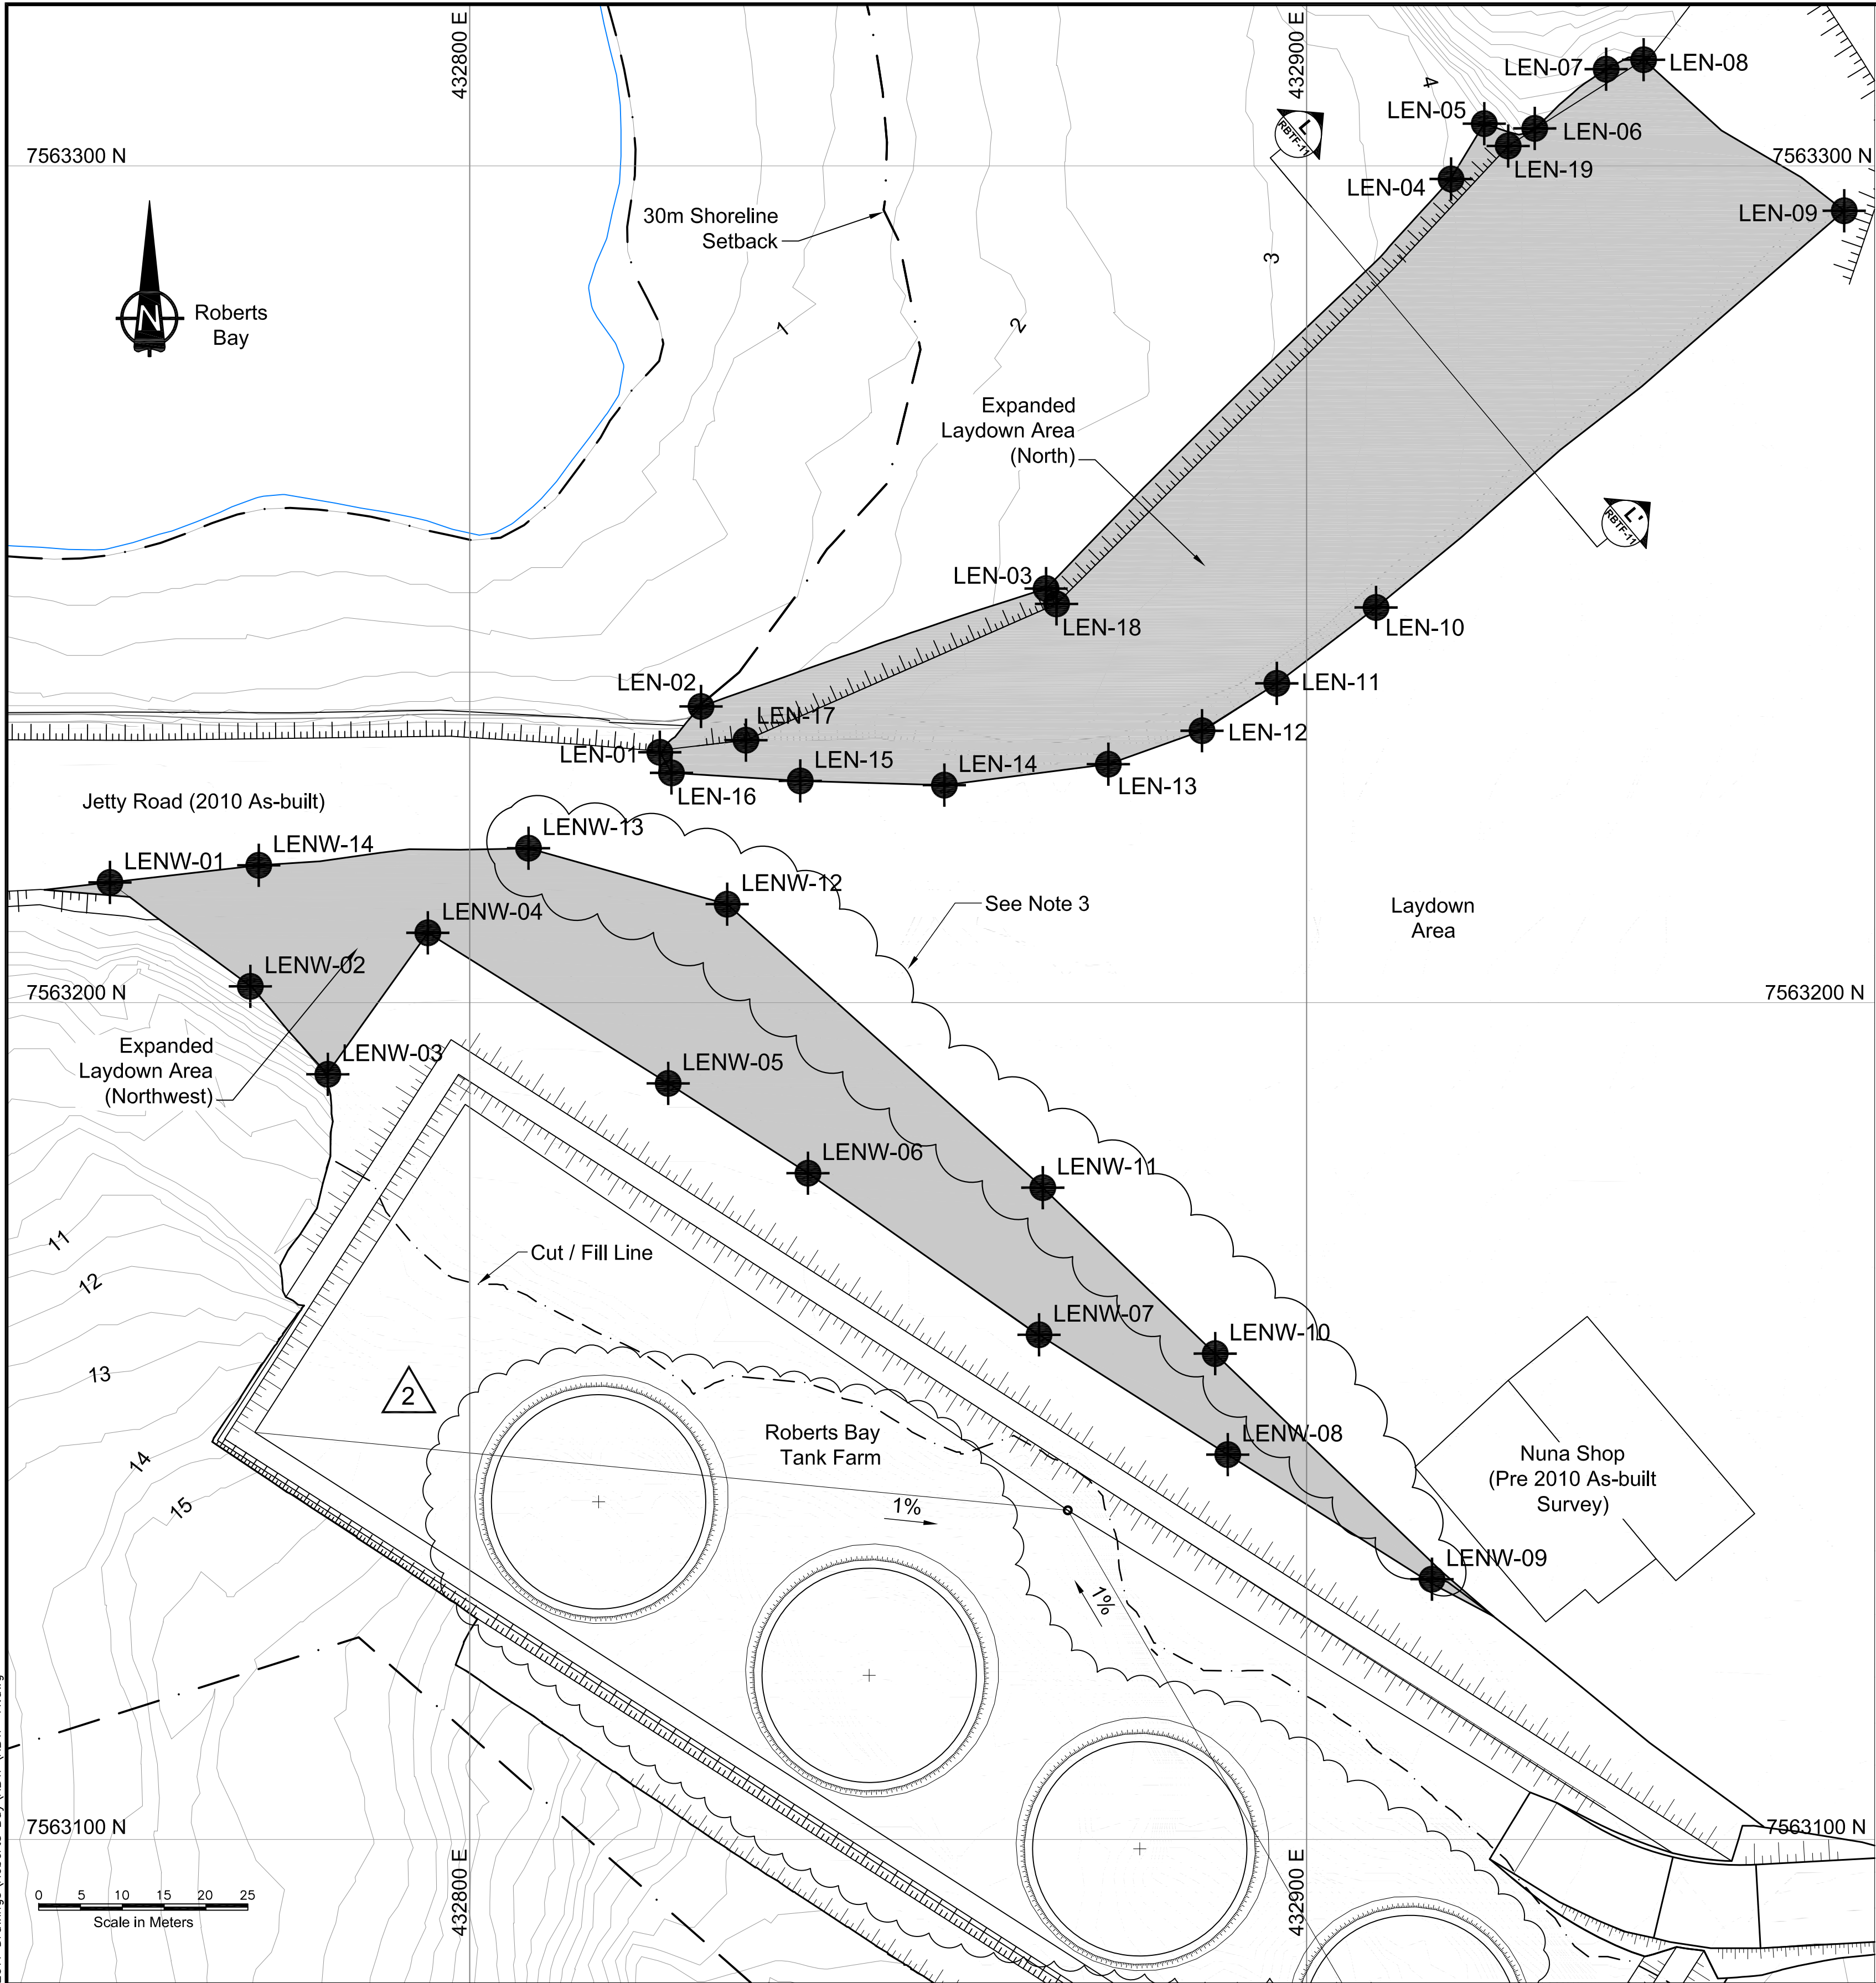 432800 E
432900 E
LEN-07
LEN-08
4
LEN-05
LEN-06
L
RBTF-11
7563300 N
7563300 N
LEN-19
LEN-04
LEN-09
30m Shoreline
Setback
3
N
Roberts
Bay
1
2
Expanded
Laydown Area
(North)
L'
RBTF-11
LEN-03
LEN-18
LEN-10
LEN-02
LEN-11
LEN-17
LEN-12
LEN-01
LEN-15
LEN-14
LEN-13
LEN-16
Jetty Road (2010 As-built)
LENW-13
LENW-14
LENW-01
LENW-12
See Note 3
Laydown
Area
LENW-04
LENW-02
7563200 N
7563200 N
Expanded
Laydown Area
(Northwest)
LENW-03
LENW-05
LENW-06
LENW-11
11
Cut / Fill Line
12
LENW-07
LENW-10
13
2
Roberts Bay
Tank Farm
LENW-08
Nuna Shop
(Pre 2010 As-built
Survey)
14
15
1%
LENW-09
1%
7563100 N
7563100 N
432800 E
432900 E
0 5 10 15 20 25
Scale in Meters